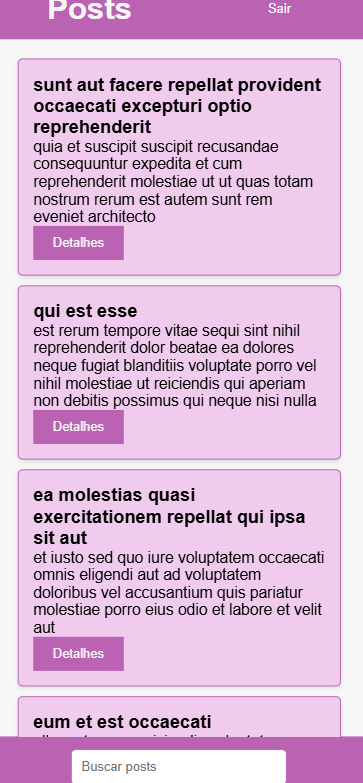 Posts
Sair
sunt aut facere repellat provident
occaecati excepturi optio
reprehenderit
quia et suscipit suscipit recusandae
consequuntur expedita et cum
reprehenderit molestiae ut ut quas totam
nostrum rerum est autem sunt rem
eveniet architecto
Detalhes
qui est esse
est rerum tempore vitae sequi sint nihil
reprehenderit dolor beatae ea dolores
neque fugiat blanditiis voluptate porro vel
nihil molestiae ut reiciendis qui aperiam
non debitis possimus qui neque nisi nulla
Detalhes
ea molestias quasi
exercitationem repellat qui ipsa
sit aut
et iusto sed quo iure voluptatem occaecati
omnis eligendi aut ad voluptatem
doloribus vel accusantium quis pariatur
molestiae porro eius odio et labore et velit
aut
Detalhes
eum et est occaecati
Buscar posts